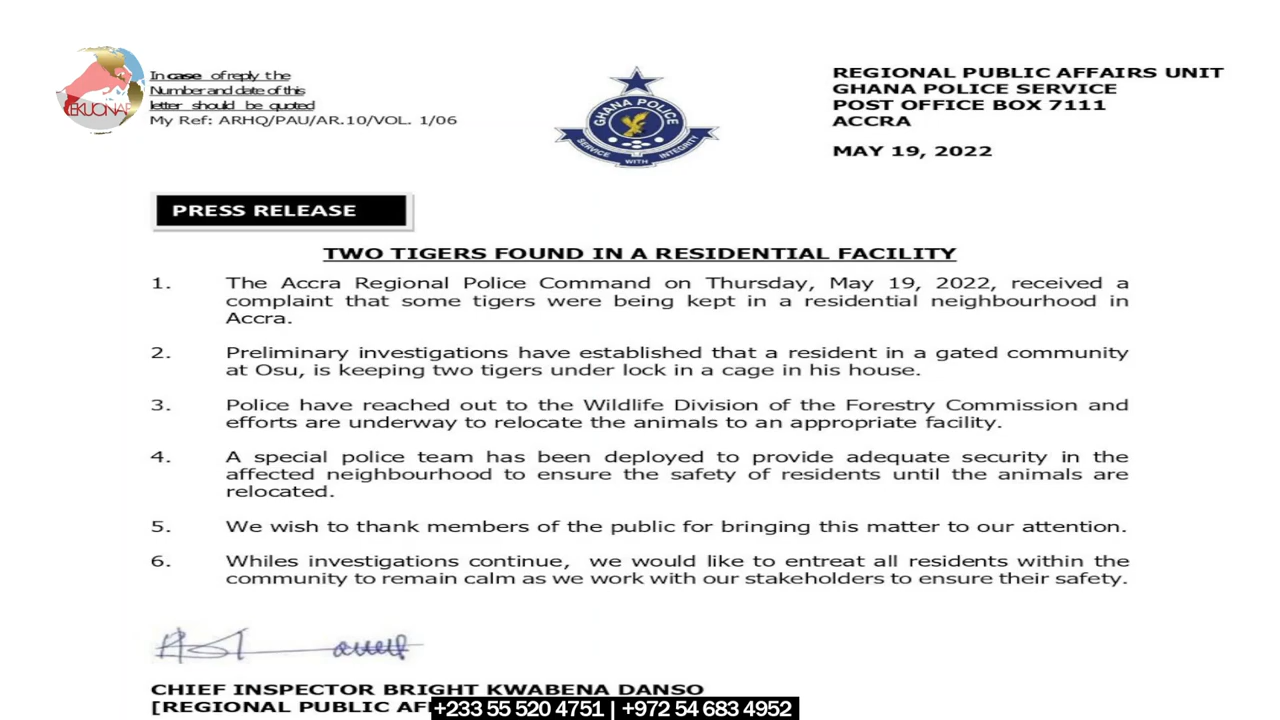 In case of reply the
Number and date of this
letter should be quoted
My Ref: ARHQ/PAU/AR.10/VOL. 1/06
EKUONAF
GHANA POLICE
SERVICE WITH INTEGRITY
REGIONAL PUBLIC AFFAIRS UNIT
GHANA POLICE SERVICE
POST OFFICE BOX 7111
ACCRA
MAY 19, 2022
PRESS RELEASE
TWO TIGERS FOUND IN A RESIDENTIAL FACILITY
1. The Accra Regional Police Command on Thursday, May 19, 2022, received a
complaint that some tigers were being kept in a residential neighbourhood in
Accra.
2. Preliminary investigations have established that a resident in a gated community
at Osu, is keeping two tigers under lock in a cage in his house.
3. Police have reached out to the Wildlife Division of the Forestry Commission and
efforts are underway to relocate the animals to an appropriate facility.
4. A special police team has been deployed to provide adequate security in the
affected neighbourhood to ensure the safety of residents until the animals are
relocated.
5. We wish to thank members of the public for bringing this matter to our attention.
6. Whiles investigations continue, we would like to entreat all residents within the
community to remain calm as we work with our stakeholders to ensure their safety.
CHIEF INSPECTOR BRIGHT KWABENA DANSO
[REGIONAL PUBLIC AF
+233 55 520 4751 | +972 54 683 4952